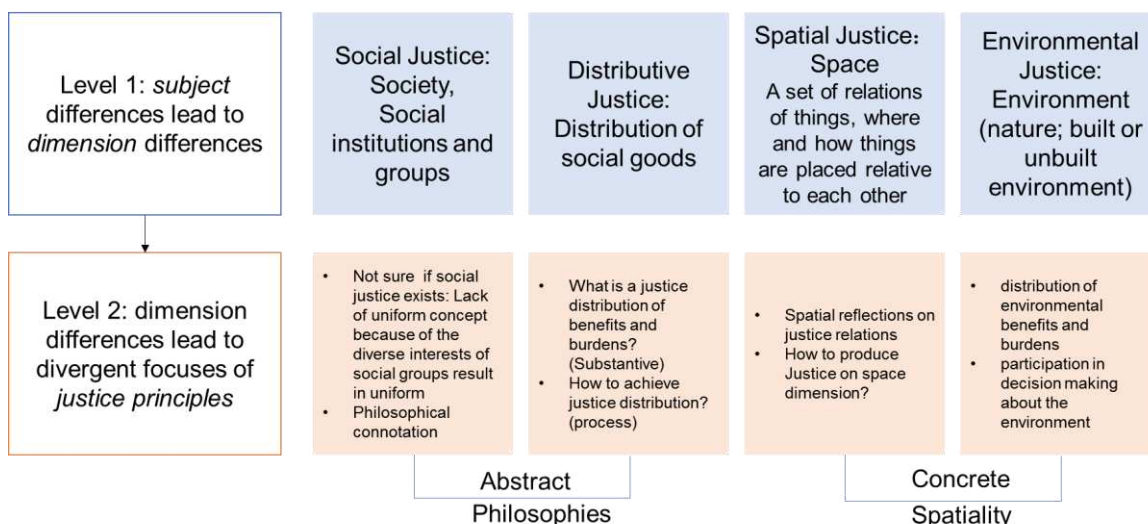 Level 1: subject
differences lead to
dimension differences
Social Justice:
Society,
Social
institutions and
groups
Distributive
Justice:
Distribution of
social goods
Spatial Justice：
Space
A set of relations
of things, where
and how things
are placed relative
to each other
Environmental
Justice:
Environment
(nature; built or
unbuilt
environment)
Level 2: dimension
differences lead to
divergent focuses of
justice principles
• Not sure if social
justice exists: Lack
of uniform concept
because of the
diverse interests of
social groups result
in uniform
• Philosophical
connotation
• What is a justice
distribution of
benefits and
burdens?
(Substantive)
• How to achieve
justice distribution?
(process)
• Spatial reflections on
justice relations
• How to produce
Justice on space
dimension?
• distribution of
environmental
benefits and
burdens
• participation in
decision making
about the
environment
Abstract
Philosophies
Concrete
Spatiality